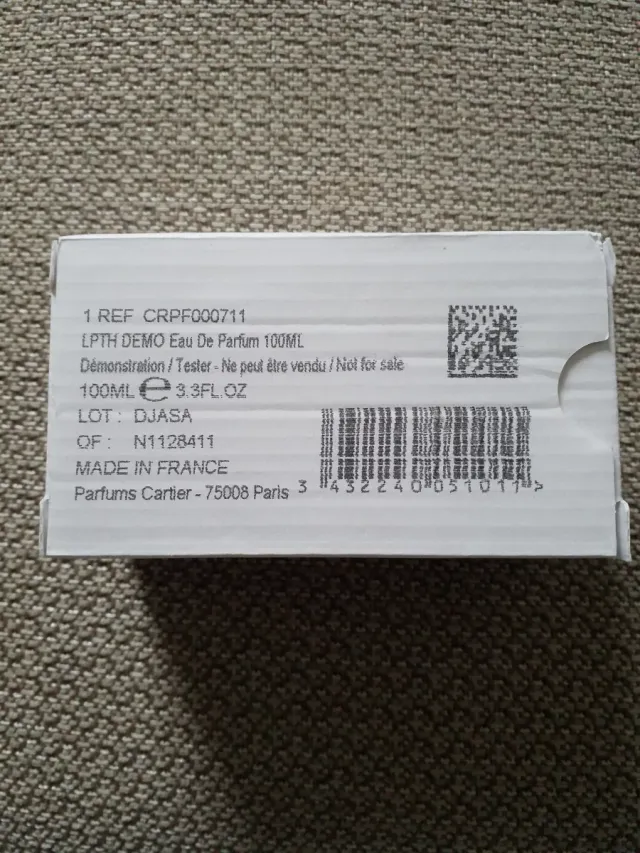 1 REF CRPF000711
LPTH DEMO Eau De Parfum 100ML
Démonstration / Tester - Ne peut être vendu / Not for sale
100ML ℮ 3.3FL.OZ
LOT : DJASA
OF : N1128411
MADE IN FRANCE
Parfums Cartier - 75008 Paris
3 432240 051011 >